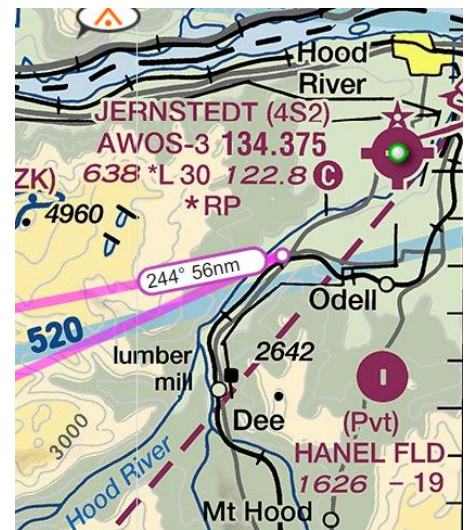 Hood
River
JERNSTEDT (4S2)
AWOS-3 134.375
638 *L 30 122.8 C
*RP
ZK)
4960
244° 56nm
Odell
520
lumber
mill
2642
Dee
3000
I
(Pvt)
HANEL FLD
1626 - 19
Hood River
Mt Hood